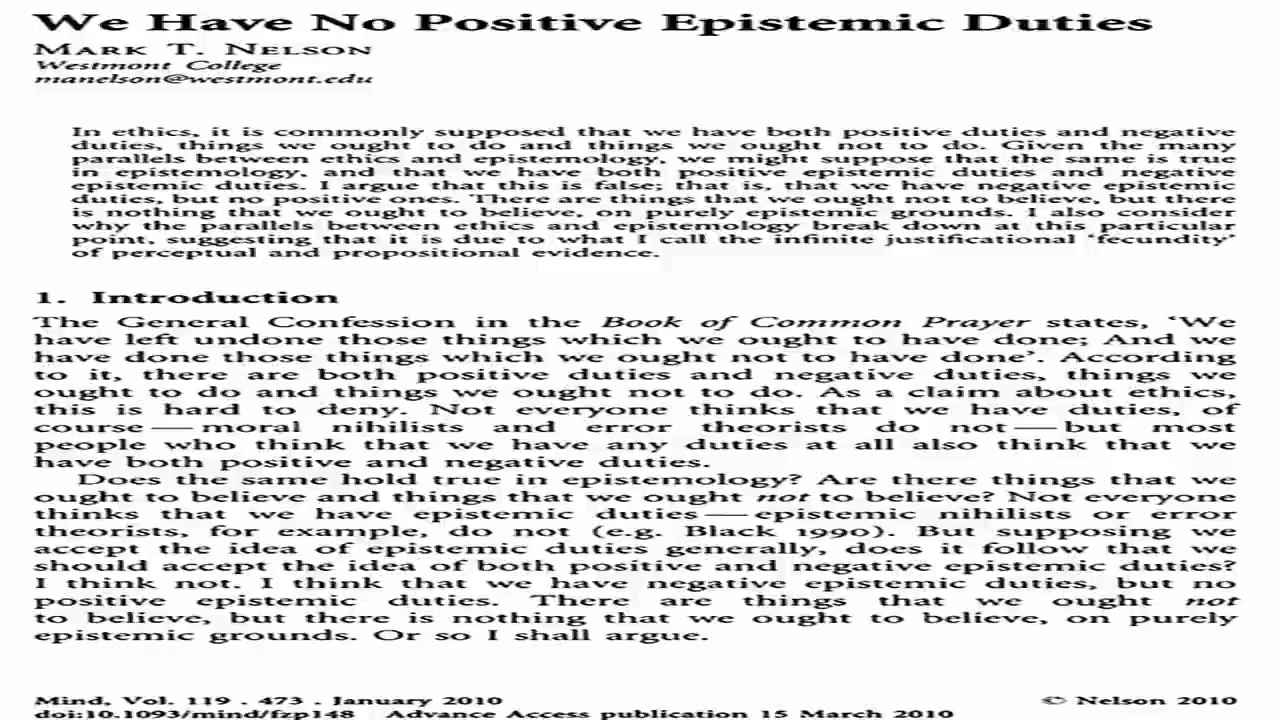 We Have No Positive Epistemic Duties
Mark T. Nelson
Westmont College
manelson@westmont.edu
In ethics, it is commonly supposed that we have both positive duties and negative
duties, things we ought to do and things we ought not to do. Given the many
parallels between ethics and epistemology, we might suppose that the same is true
in epistemology, and that we have both positive epistemic duties and negative
epistemic duties. I argue that this is false; that is, that we have negative epistemic
duties, but no positive ones. There are things that we ought not to believe, but there
is nothing that we ought to believe, on purely epistemic grounds. I also consider
why the parallels between ethics and epistemology break down at this particular
point, suggesting that it is due to what I call the infinite justificational ‘fecundity’
of perceptual and propositional evidence.
1. Introduction
The General Confession in the Book of Common Prayer states, ‘We
have left undone those things which we ought to have done; And we
have done those things which we ought not to have done’. According
to it, there are both positive duties and negative duties, things we
ought to do and things we ought not to do. As a claim about ethics,
this is hard to deny. Not everyone thinks that we have duties, of
course — moral nihilists and error theorists do not — but most
people who think that we have any duties at all also think that we
have both positive and negative duties.
Does the same hold true in epistemology? Are there things that we
ought to believe and things that we ought not to believe? Not everyone
thinks that we have epistemic duties — epistemic nihilists or error
theorists, for example, do not (e.g. Black 1990). But supposing we
accept the idea of epistemic duties generally, does it follow that we
should accept the idea of both positive and negative epistemic duties?
I think not. I think that we have negative epistemic duties, but no
positive epistemic duties. There are things that we ought not
to believe, but there is nothing that we ought to believe, on purely
epistemic grounds. Or so I shall argue.
Mind, Vol. 119 . 473 . January 2010 © Nelson 2010
doi:10.1093/mind/fzp148 Advance Access publication 15 March 2010